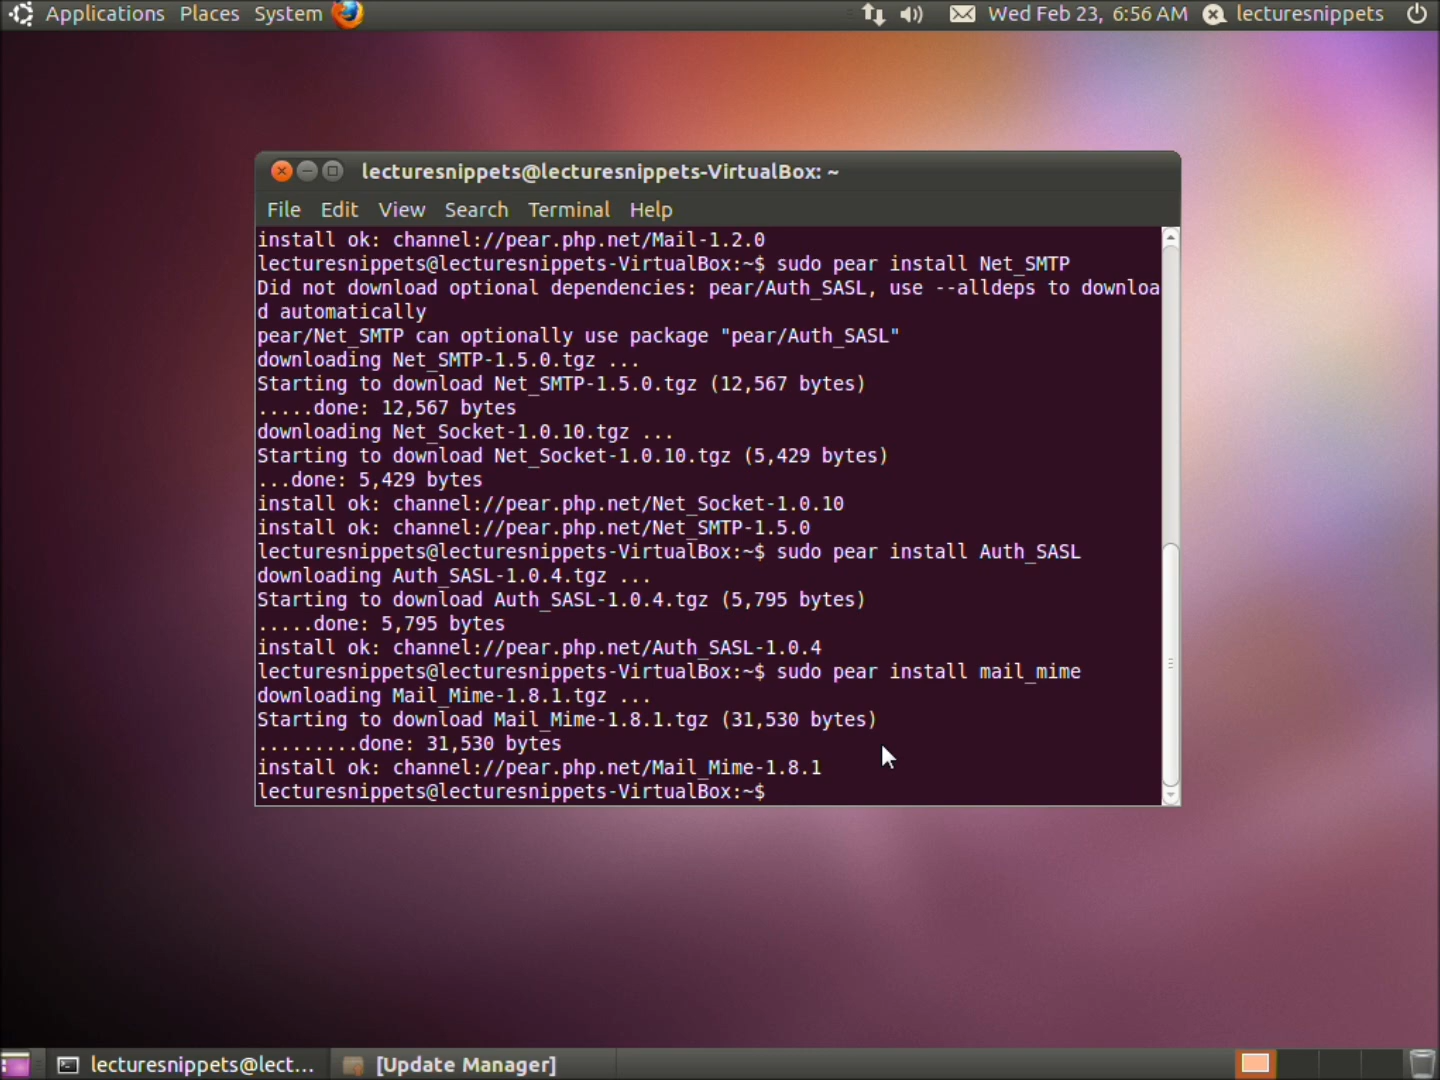 Applications Places System Wed Feb 23, 6:56 AM lecturesnippets
lecturesnippets@lecturesnippets-VirtualBox: ~
File Edit View Search Terminal Help
install ok: channel://pear.php.net/Mail-1.2.0
lecturesnippets@lecturesnippets-VirtualBox:~$ sudo pear install Net_SMTP
Did not download optional dependencies: pear/Auth_SASL, use --alldeps to downloa
d automatically
pear/Net_SMTP can optionally use package "pear/Auth_SASL"
downloading Net_SMTP-1.5.0.tgz ...
Starting to download Net_SMTP-1.5.0.tgz (12,567 bytes)
.....done: 12,567 bytes
downloading Net_Socket-1.0.10.tgz ...
Starting to download Net_Socket-1.0.10.tgz (5,429 bytes)
...done: 5,429 bytes
install ok: channel://pear.php.net/Net_Socket-1.0.10
install ok: channel://pear.php.net/Net_SMTP-1.5.0
lecturesnippets@lecturesnippets-VirtualBox:~$ sudo pear install Auth_SASL
downloading Auth_SASL-1.0.4.tgz ...
Starting to download Auth_SASL-1.0.4.tgz (5,795 bytes)
.....done: 5,795 bytes
install ok: channel://pear.php.net/Auth_SASL-1.0.4
lecturesnippets@lecturesnippets-VirtualBox:~$ sudo pear install mail_mime
downloading Mail_Mime-1.8.1.tgz ...
Starting to download Mail_Mime-1.8.1.tgz (31,530 bytes)
.........done: 31,530 bytes
install ok: channel://pear.php.net/Mail_Mime-1.8.1
lecturesnippets@lecturesnippets-VirtualBox:~$
lecturesnippets@lect... [Update Manager]